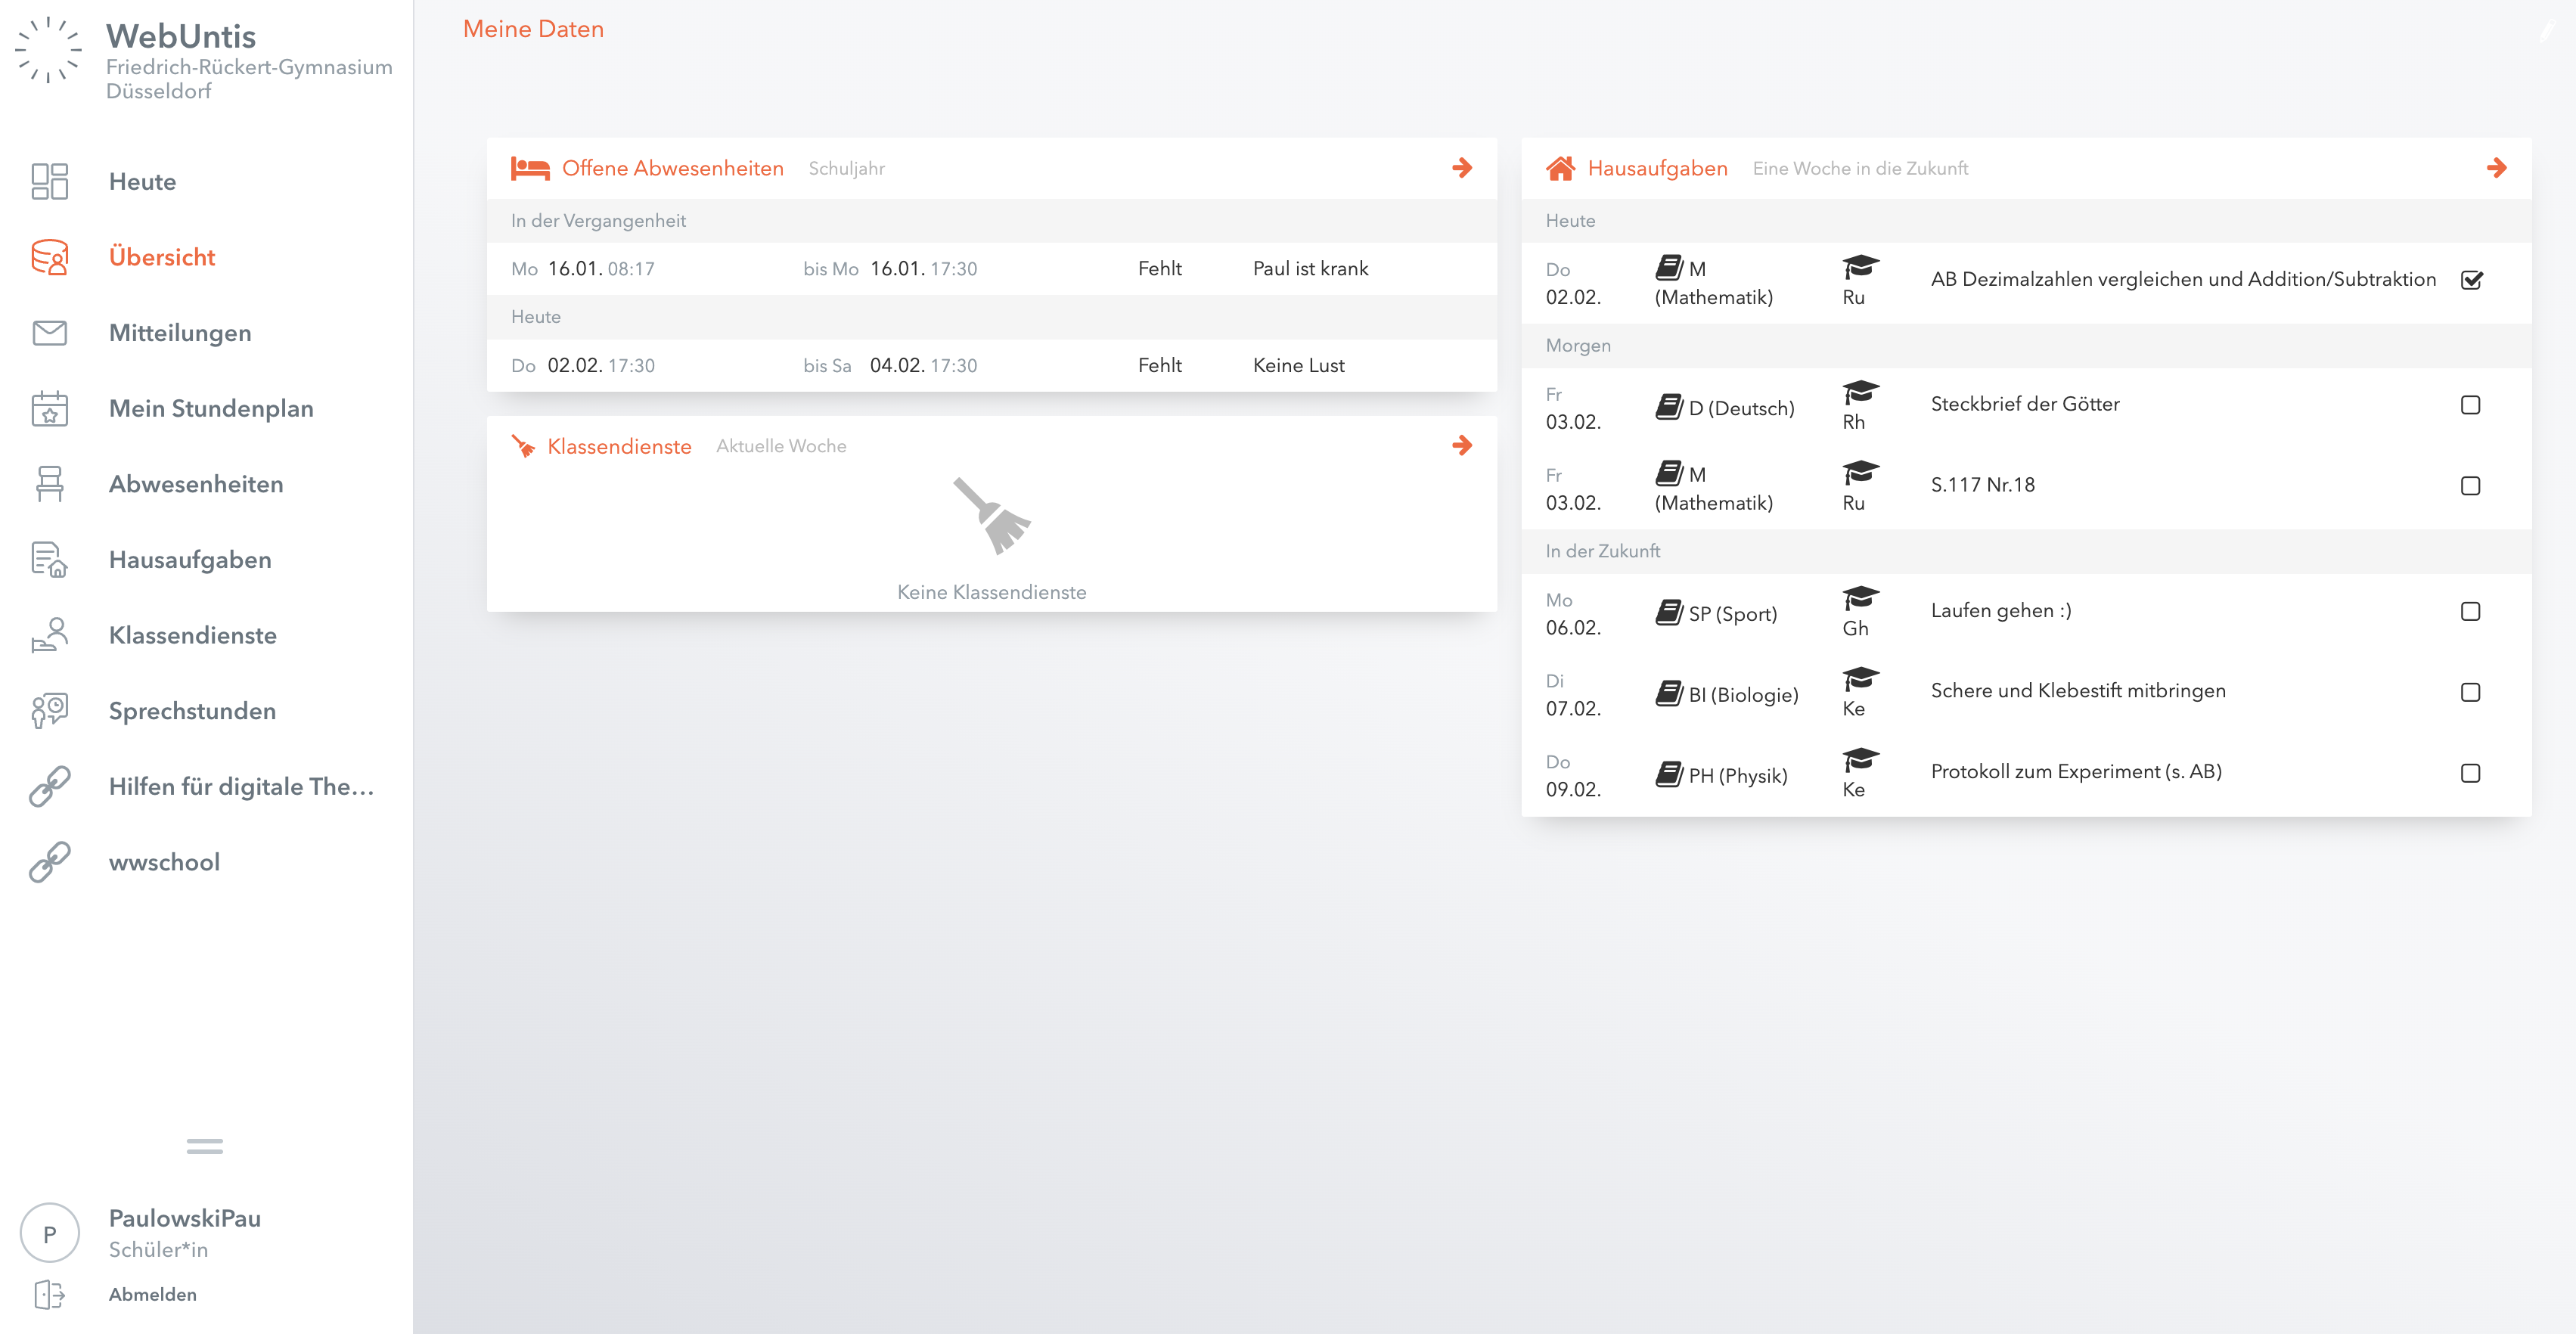 WebUntis
Friedrich-Rückert-Gymnasium
Düsseldorf
Heute
Übersicht
Mitteilungen
Mein Stundenplan
Abwesenheiten
Hausaufgaben
Klassendienste
Sprechstunden
Hilfen für digitale The...
wwschool
P
PaulowskiPau
Schüler*in
Abmelden
Meine Daten
Offene Abwesenheiten Schuljahr
In der Vergangenheit
Mo 16.01. 08:17 bis Mo 16.01. 17:30 Fehlt Paul ist krank
Heute
Do 02.02. 17:30 bis Sa 04.02. 17:30 Fehlt Keine Lust
Klassendienste Aktuelle Woche
Keine Klassendienste
Hausaufgaben Eine Woche in die Zukunft
Heute
Do 02.02. M (Mathematik) Ru AB Dezimalzahlen vergleichen und Addition/Subtraktion
Morgen
Fr 03.02. D (Deutsch) Rh Steckbrief der Götter
Fr 03.02. M (Mathematik) Ru S.117 Nr.18
In der Zukunft
Mo 06.02. SP (Sport) Gh Laufen gehen :)
Di 07.02. BI (Biologie) Ke Schere und Klebestift mitbringen
Do 09.02. PH (Physik) Ke Protokoll zum Experiment (s. AB)